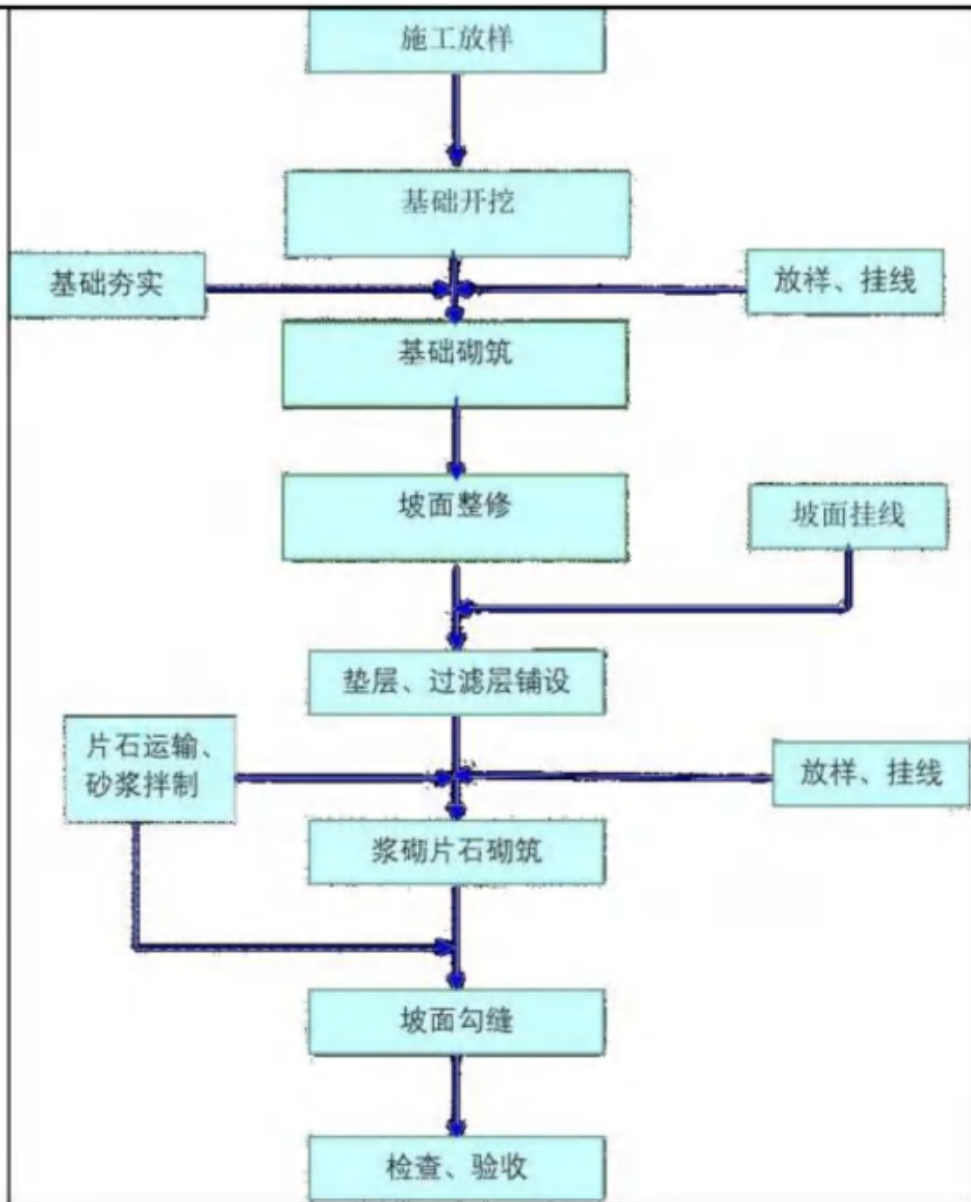 施工放样
基础开挖
基础夯实
放样、挂线
基础砌筑
坡面整修
坡面挂线
垫层、过滤层铺设
片石运输、
砂浆拌制
放样、挂线
浆砌片石砌筑
坡面勾缝
检查、验收